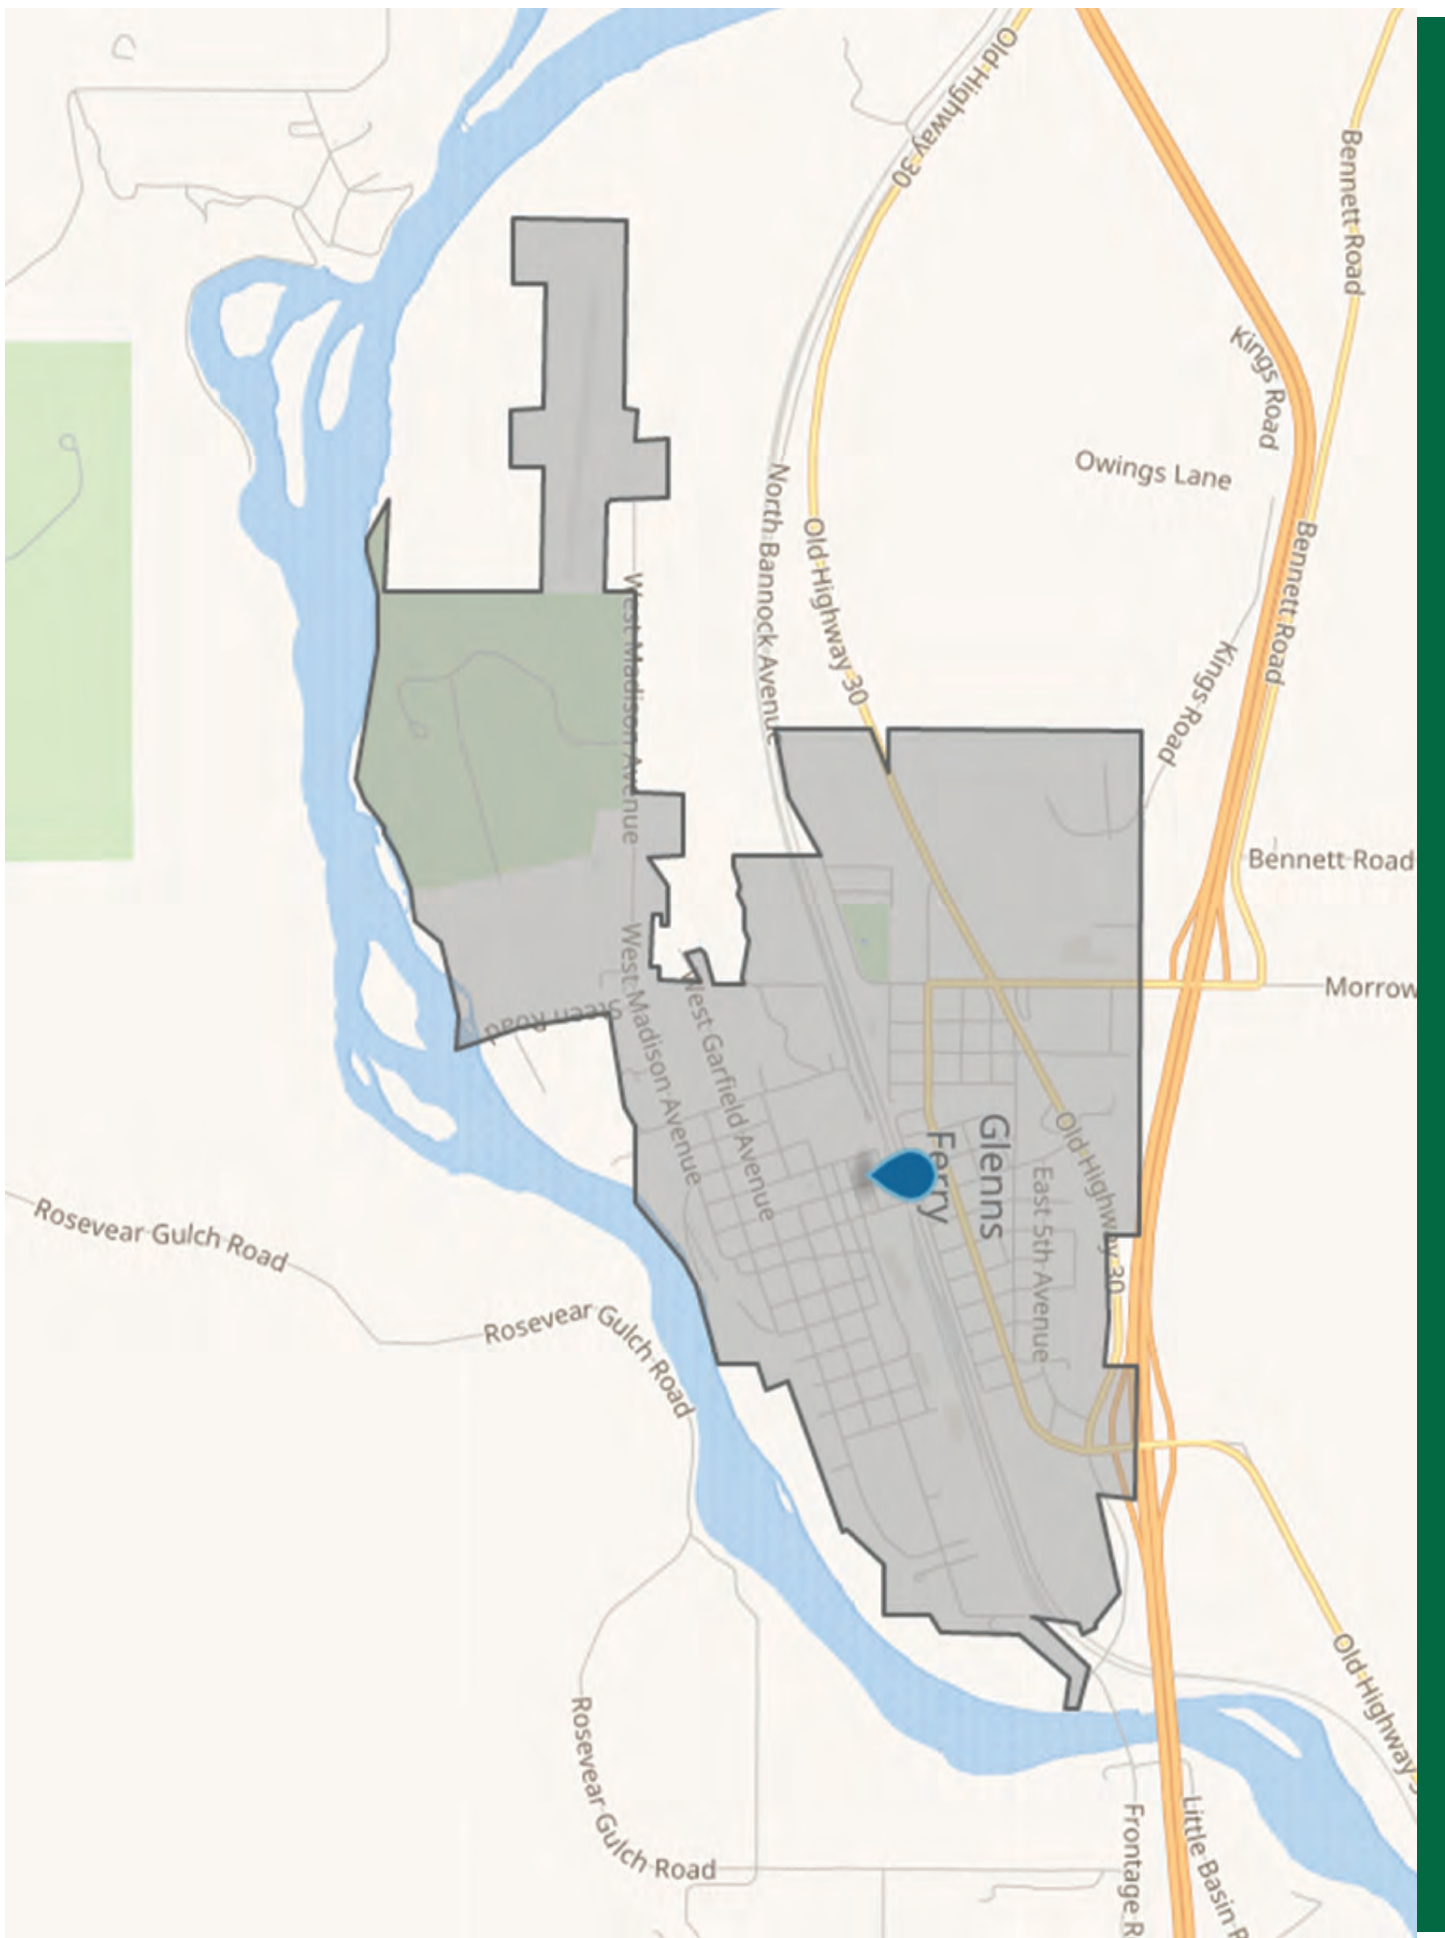 Old Highway 30
Bennett Road
Kings Road
Owings Lane
North Bannock Avenue
Old Highway 30
Bennett Road
West Madison Avenue
Kings Road
Bennett Road
Morrow
West Madison Avenue
West Garfield Avenue
Steen Road
Glenns
Ferry
Old Highway 30
East 5th Avenue
Rosevear Gulch Road
Rosevear Gulch Road
Old Highway 3
Rosevear Gulch Road
Frontage R
Little Basin R